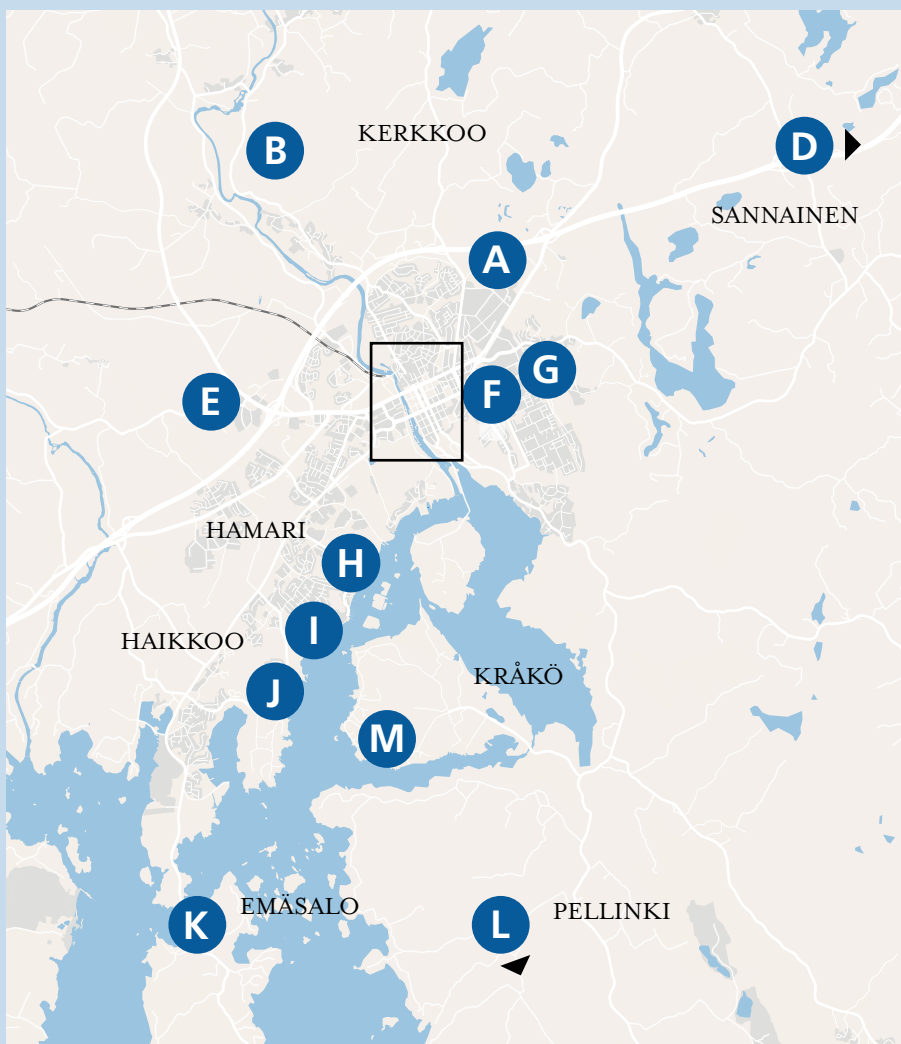 KERKKOO
B
D
SANNAINEN
A
G
E
F
HAMARI
H
I
HAIKKOO
KRÅKÖ
J
M
EMÄSALO
PELLINKI
K
L